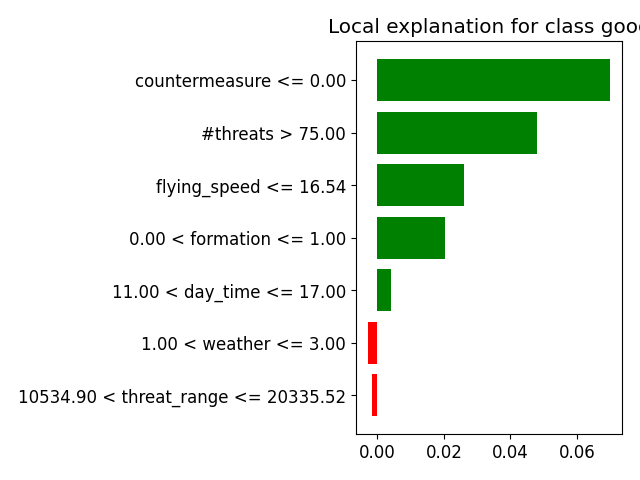 Local explanation for class goo
countermeasure <= 0.00
#threats > 75.00
flying_speed <= 16.54
0.00 < formation <= 1.00
11.00 < day_time <= 17.00
1.00 < weather <= 3.00
10534.90 < threat_range <= 20335.52
0.00 0.02 0.04 0.06